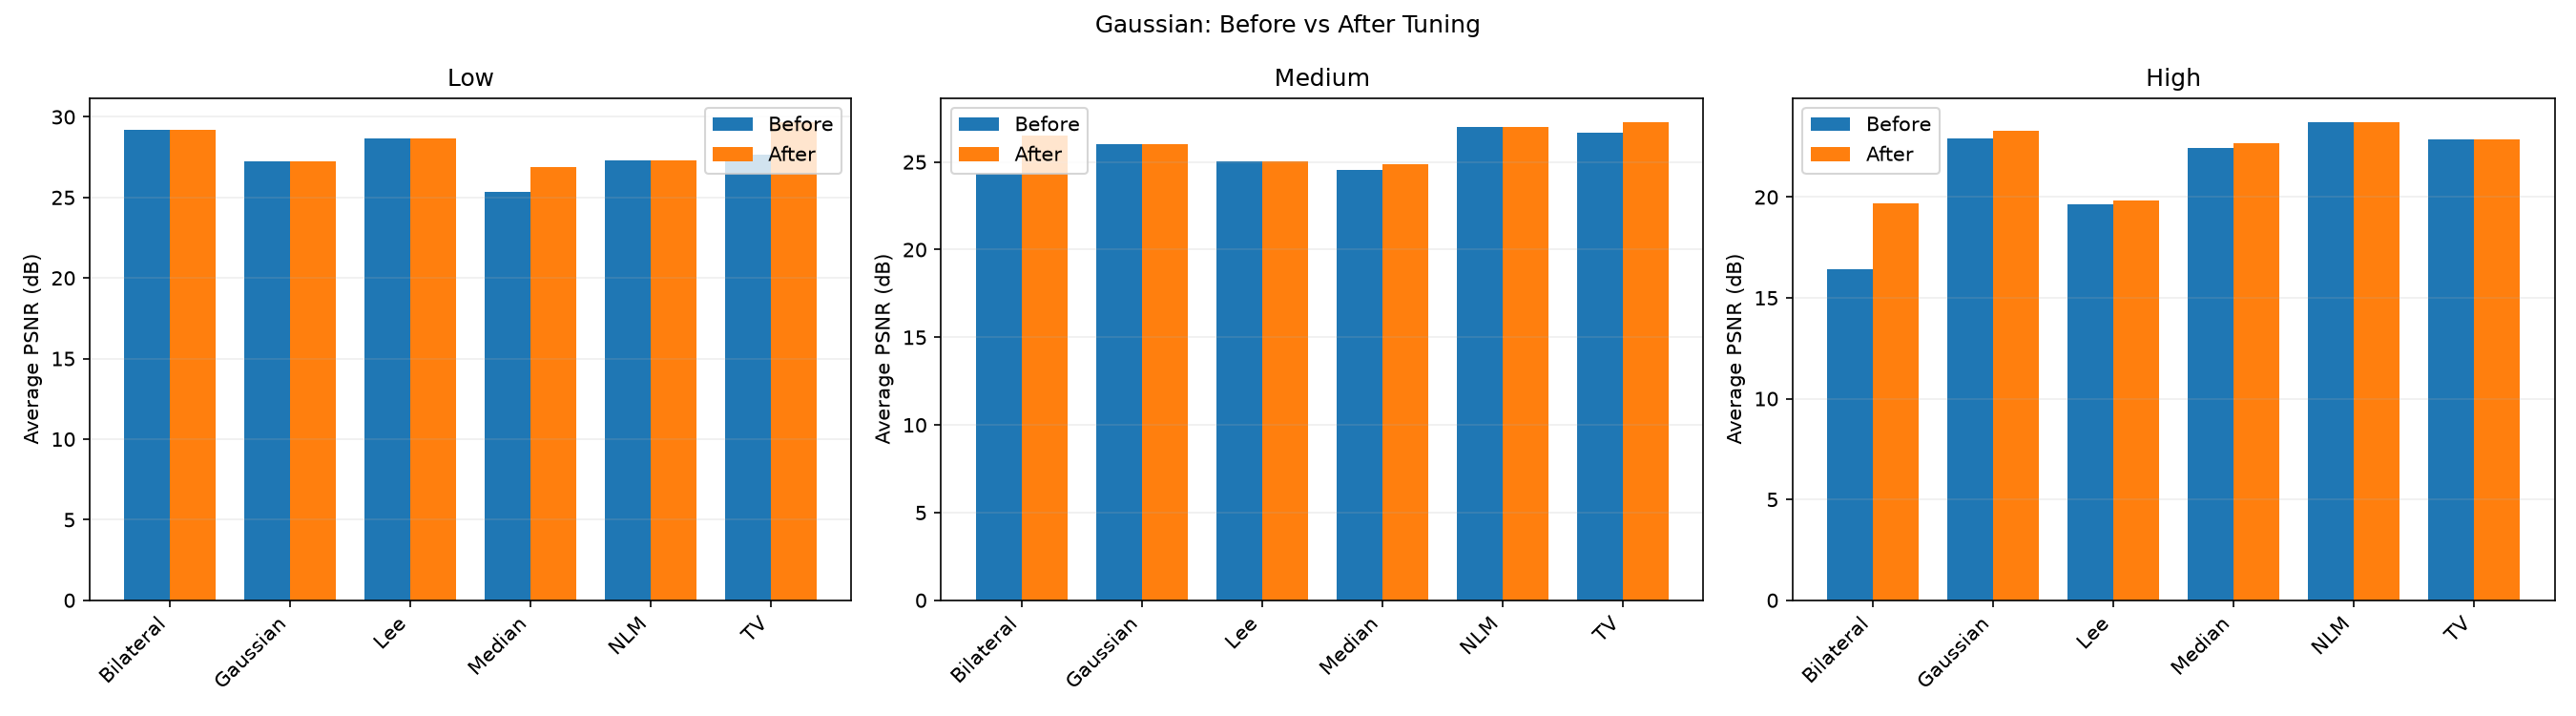 Gaussian: Before vs After Tuning
Low
Average PSNR (dB)
30
25
20
15
10
5
0
Before
After
Bilateral
Gaussian
Lee
Median
NLM
TV
Medium
Average PSNR (dB)
25
20
15
10
5
0
Before
After
Bilateral
Gaussian
Lee
Median
NLM
TV
High
Average PSNR (dB)
20
15
10
5
0
Before
After
Bilateral
Gaussian
Lee
Median
NLM
TV